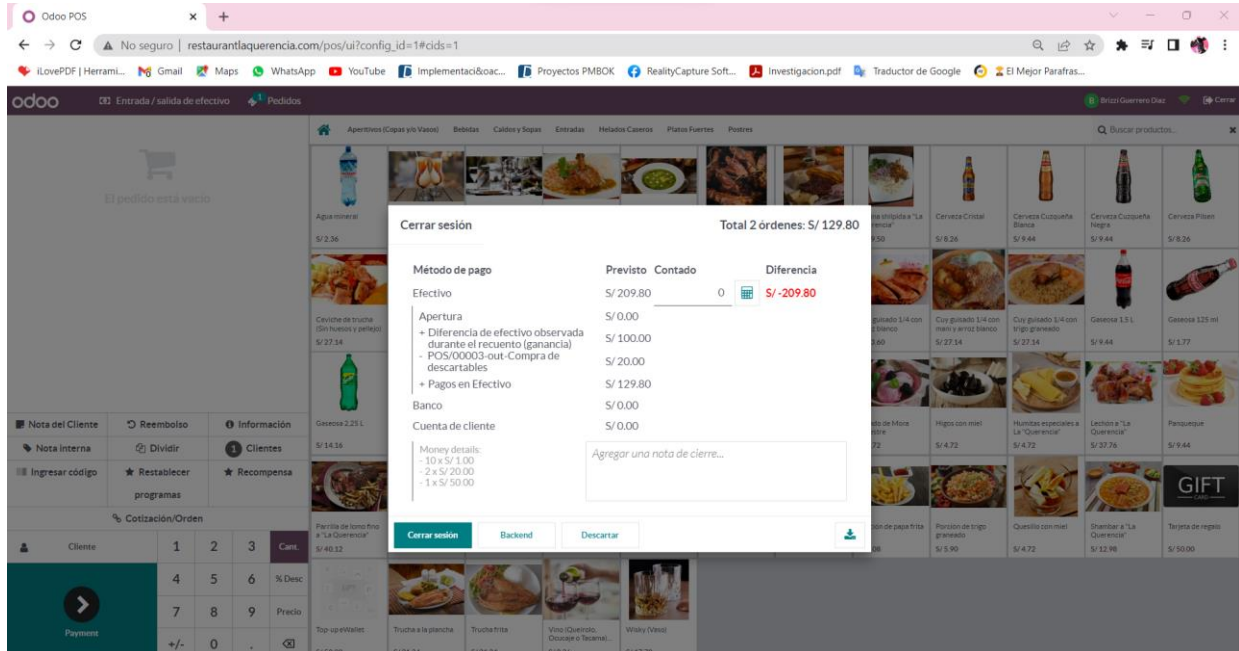 Odoo POS
No seguro | restaurantlaquerencia.com/pos/ui?config_id=1#cids=1
iLovePDF | Herrami... Gmail Maps WhatsApp YouTube Implementaci&oac... Proyectos PMBOK RealityCapture Soft... Investigacion.pdf Traductor de Google El Mejor Parafras...
odoo Entrada / salida de efectivo 1 Pedidos B Brizzi Guerrero Diaz Cerrar
Aperitivos (Copas y/o Vasos) Bebidas Caldos y Sopas Entradas Helados Caseros Platos Fuertes Postres Buscar productos...
El pedido está vacío
Agua mineral
S/ 2.36
Cerveza Cristal
S/ 8.26
Cerveza Cuzqueña Blanca
S/ 9.44
Cerveza Cuzqueña Negra
S/ 9.44
Cerveza Pilsen
S/ 8.26
Cerrar sesión Total 2 órdenes: S/ 129.80
Método de pago Previsto Contado Diferencia
Efectivo S/ 209.80 0 S/ -209.80
Apertura S/ 0.00
+ Diferencia de efectivo observada durante el recuento (ganancia) S/ 100.00
- POS/00003-out-Compra de descartables S/ 20.00
+ Pagos en Efectivo S/ 129.80
Banco S/ 0.00
Cuenta de cliente S/ 0.00
Money details:
- 10 x S/ 1.00
- 2 x S/ 20.00
- 1 x S/ 50.00
Agregar una nota de cierre...
Cerrar sesión Backend Descartar
Ceviche de trucha (Sin huesos y pellejo)
S/ 27.14
guisado 1/4 con
Cuy guisado 1/4 con mani y arroz blanco
S/ 27.14
Cuy guisado 1/4 con trigo graneado
S/ 27.14
Gaseosa 1.5 L
S/ 9.44
Gaseosa 125 ml
S/ 1.77
Gaseosa 2.25 L
S/ 14.16
Higos con miel
S/ 4.72
Humitas especiales a La "Querencia"
S/ 4.72
Lechón a "La Querencia"
S/ 37.76
Panqueque
S/ 9.44
Parrilla de lomo fino a "La Querencia"
S/ 40.12
de papa frita
Porción de trigo graneado
S/ 5.90
Quesillo con miel
S/ 4.72
Shambar a "La Querencia"
S/ 12.98
GIFT
CARD
Tarjeta de regalo
S/ 50.00
Top-up eWallet
Trucha a la plancha
Trucha frita
Vino (Queirolo, Tacama)...
Wisky (Vaso)
Nota del Cliente Reembolso Información
Nota interna Dividir 1 Clientes
Ingresar código Restablecer programas Recompensa
Cotización/Orden
Cliente 1 2 3 Cant.
4 5 6 % Desc
7 8 9 Precio
Payment +/- 0 .